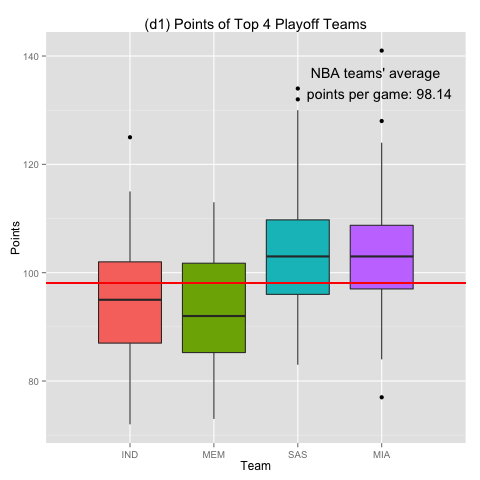 (d1) Points of Top 4 Playoff Teams
NBA teams' average
points per game: 98.14
140
120
100
80
Points
IND MEM SAS MIA
Team